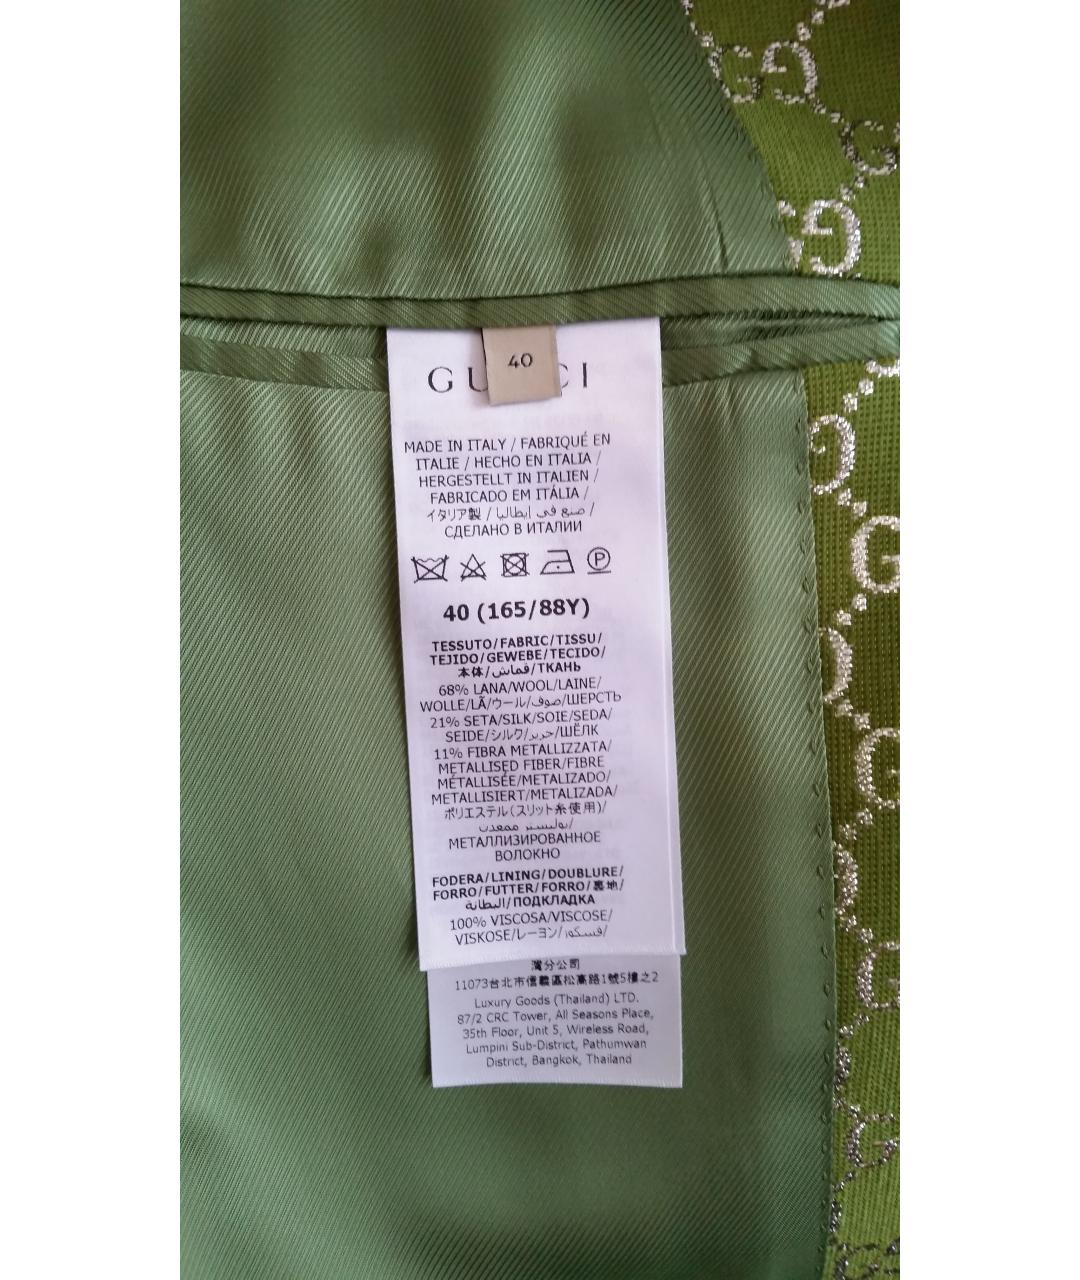 40
GUCCI
MADE IN ITALY / FABRIQUÉ EN
ITALIE / HECHO EN ITALIA /
HERGESTELLT IN ITALIEN /
FABRICADO EM ITÁLIA /
イタリア製 / صنع في إيطاليا /
СДЕЛАНО В ИТАЛИИ
P
40 (165/88Y)
TESSUTO/FABRIC/TISSU/
TEJIDO/GEWEBE/TECIDO/
本体/قماش/ТКАНЬ
68% LANA/WOOL/LAINE/
WOLLE/LÃ/ウール/صوف/ШЕРСТЬ
21% SETA/SILK/SOIE/SEDA/
SEIDE/シルク/حرير/ШЁЛК
11% FIBRA METALLIZZATA/
METALLISED FIBER/FIBRE
MÉTALLISÉE/METALIZADO/
METALLISIERT/METALIZADA/
ポリエステル(スリット糸使用)/
بوليستر ممعدن/
МЕТАЛЛИЗИРОВАННОЕ
ВОЛОКНО
FODERA/LINING/DOUBLURE/
FORRO/FUTTER/FORRO/裏地/
البطانة/ПОДКЛАДКА
100% VISCOSA/VISCOSE/
VISKOSE/レーヨン/فسكوز/
灣分公司
11073台北市信義區松高路1號5樓之2
Luxury Goods (Thailand) LTD.
87/2 CRC Tower, All Seasons Place,
35th Floor, Unit 5, Wireless Road,
Lumpini Sub-District, Pathumwan
District, Bangkok, Thailand